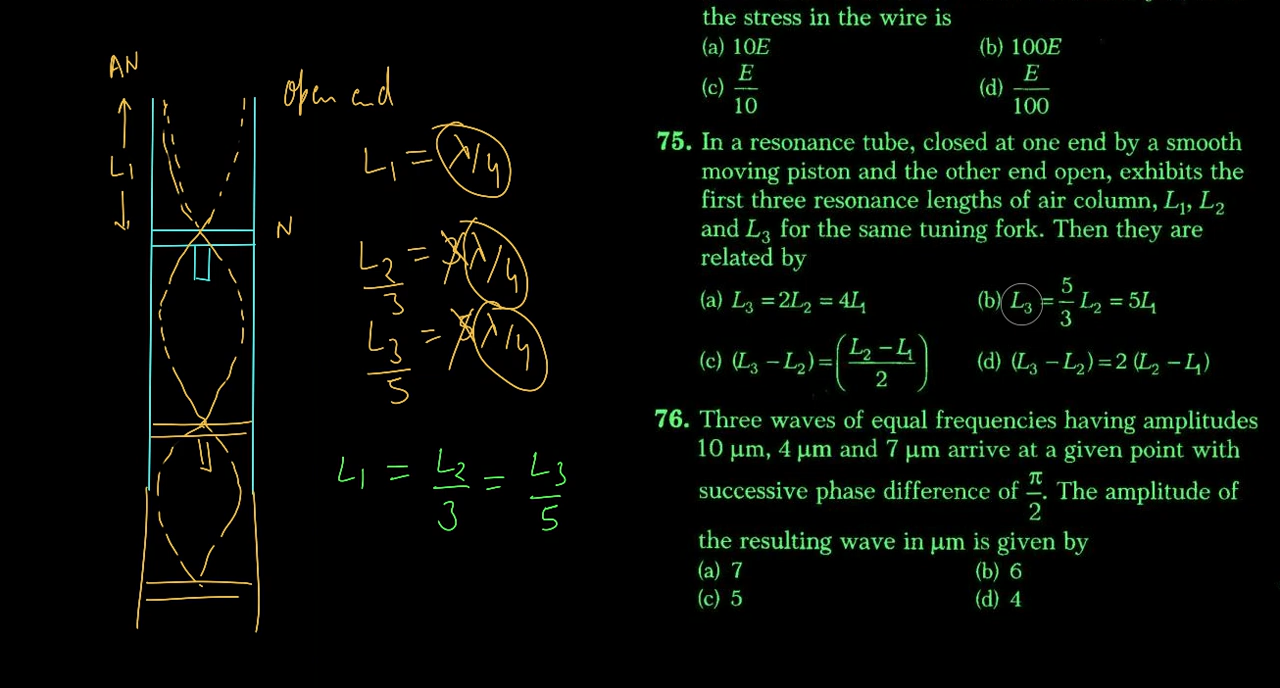 AN
open end
L1
N
L₁ = λ/4
L₂/3 = 3λ/4
L₃/5 = 5λ/4
L₁ = L₂/3 = L₃/5
the stress in the wire is
(a) 10E (b) 100E
(c) E/10 (d) E/100
75. In a resonance tube, closed at one end by a smooth
moving piston and the other end open, exhibits the
first three resonance lengths of air column, L₁, L₂
and L₃ for the same tuning fork. Then they are
related by
(a) L₃ = 2L₂ = 4L₁ (b) L₃ = 5/3 L₂ = 5L₁
(c) (L₃ – L₂) = ((L₂ – L₁)/2) (d) (L₃ – L₂) = 2 (L₂ – L₁)
76. Three waves of equal frequencies having amplitudes
10 μm, 4 μm and 7 μm arrive at a given point with
successive phase difference of π/2. The amplitude of
the resulting wave in μm is given by
(a) 7 (b) 6
(c) 5 (d) 4